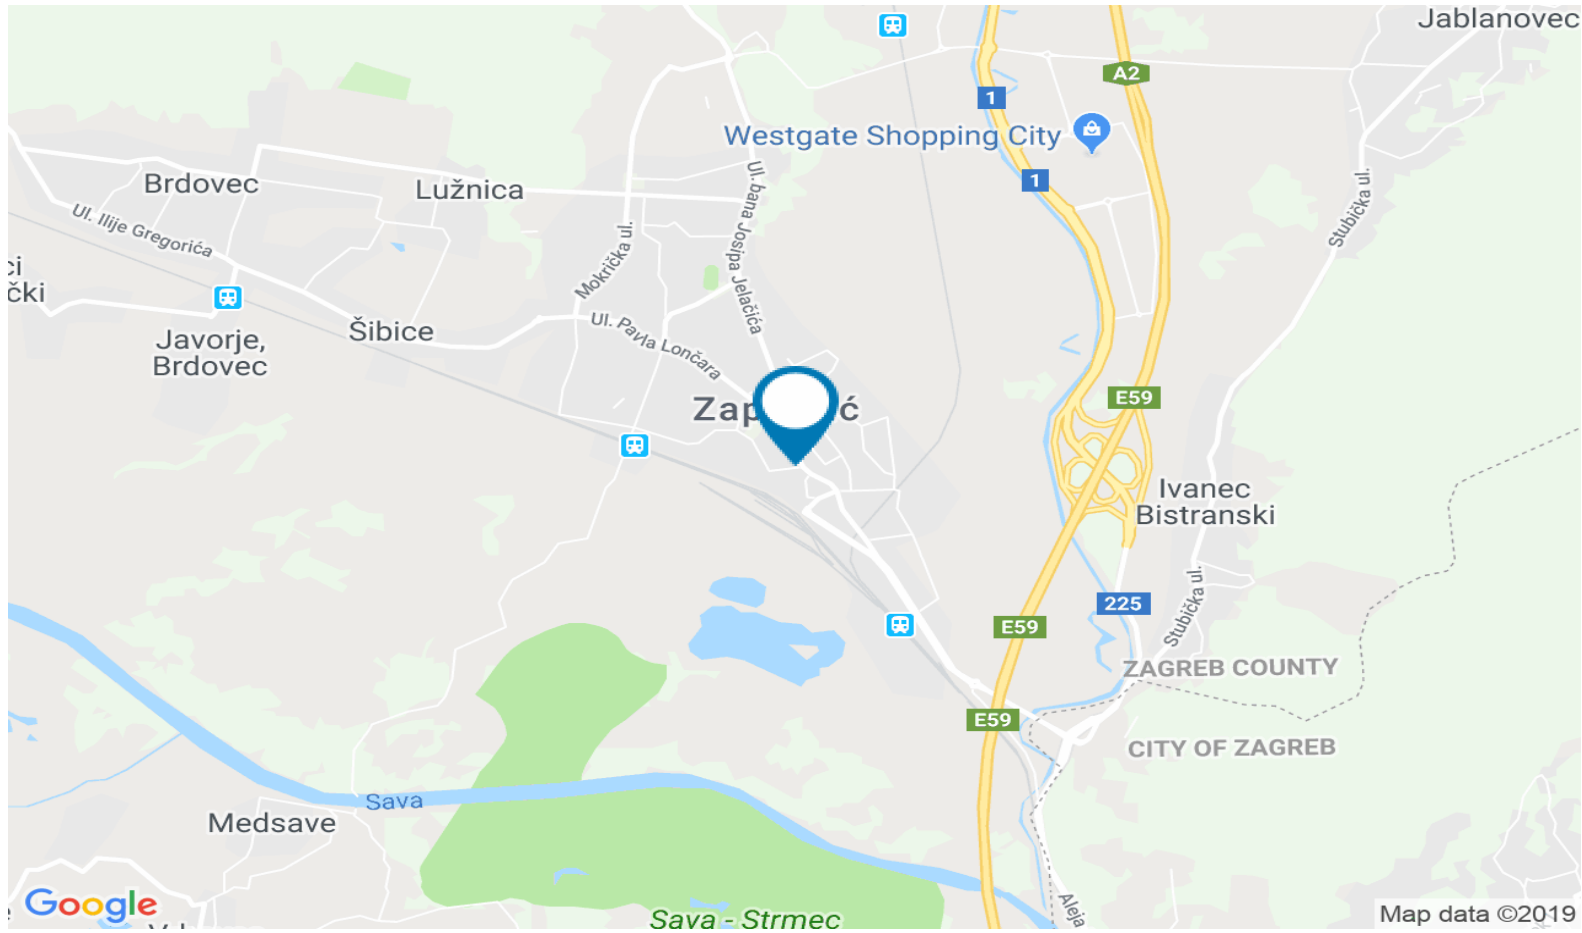 Jablanovec
A2
1
Westgate Shopping City
1
Brdovec
Lužnica
Ul. bana Josipa Jelačića
Stubička ul.
Ul. Ilije Gregorića
Mokrička ul.
čki
Šibice
Ul. Pavla Lončara
Javorje,
Brdovec
E59
Ivanec
Bistranski
225
Stubička ul.
E59
ZAGREB COUNTY
E59
CITY OF ZAGREB
Sava
Medsave
Google
Sava - Strmec
Aleja
Map data ©2019